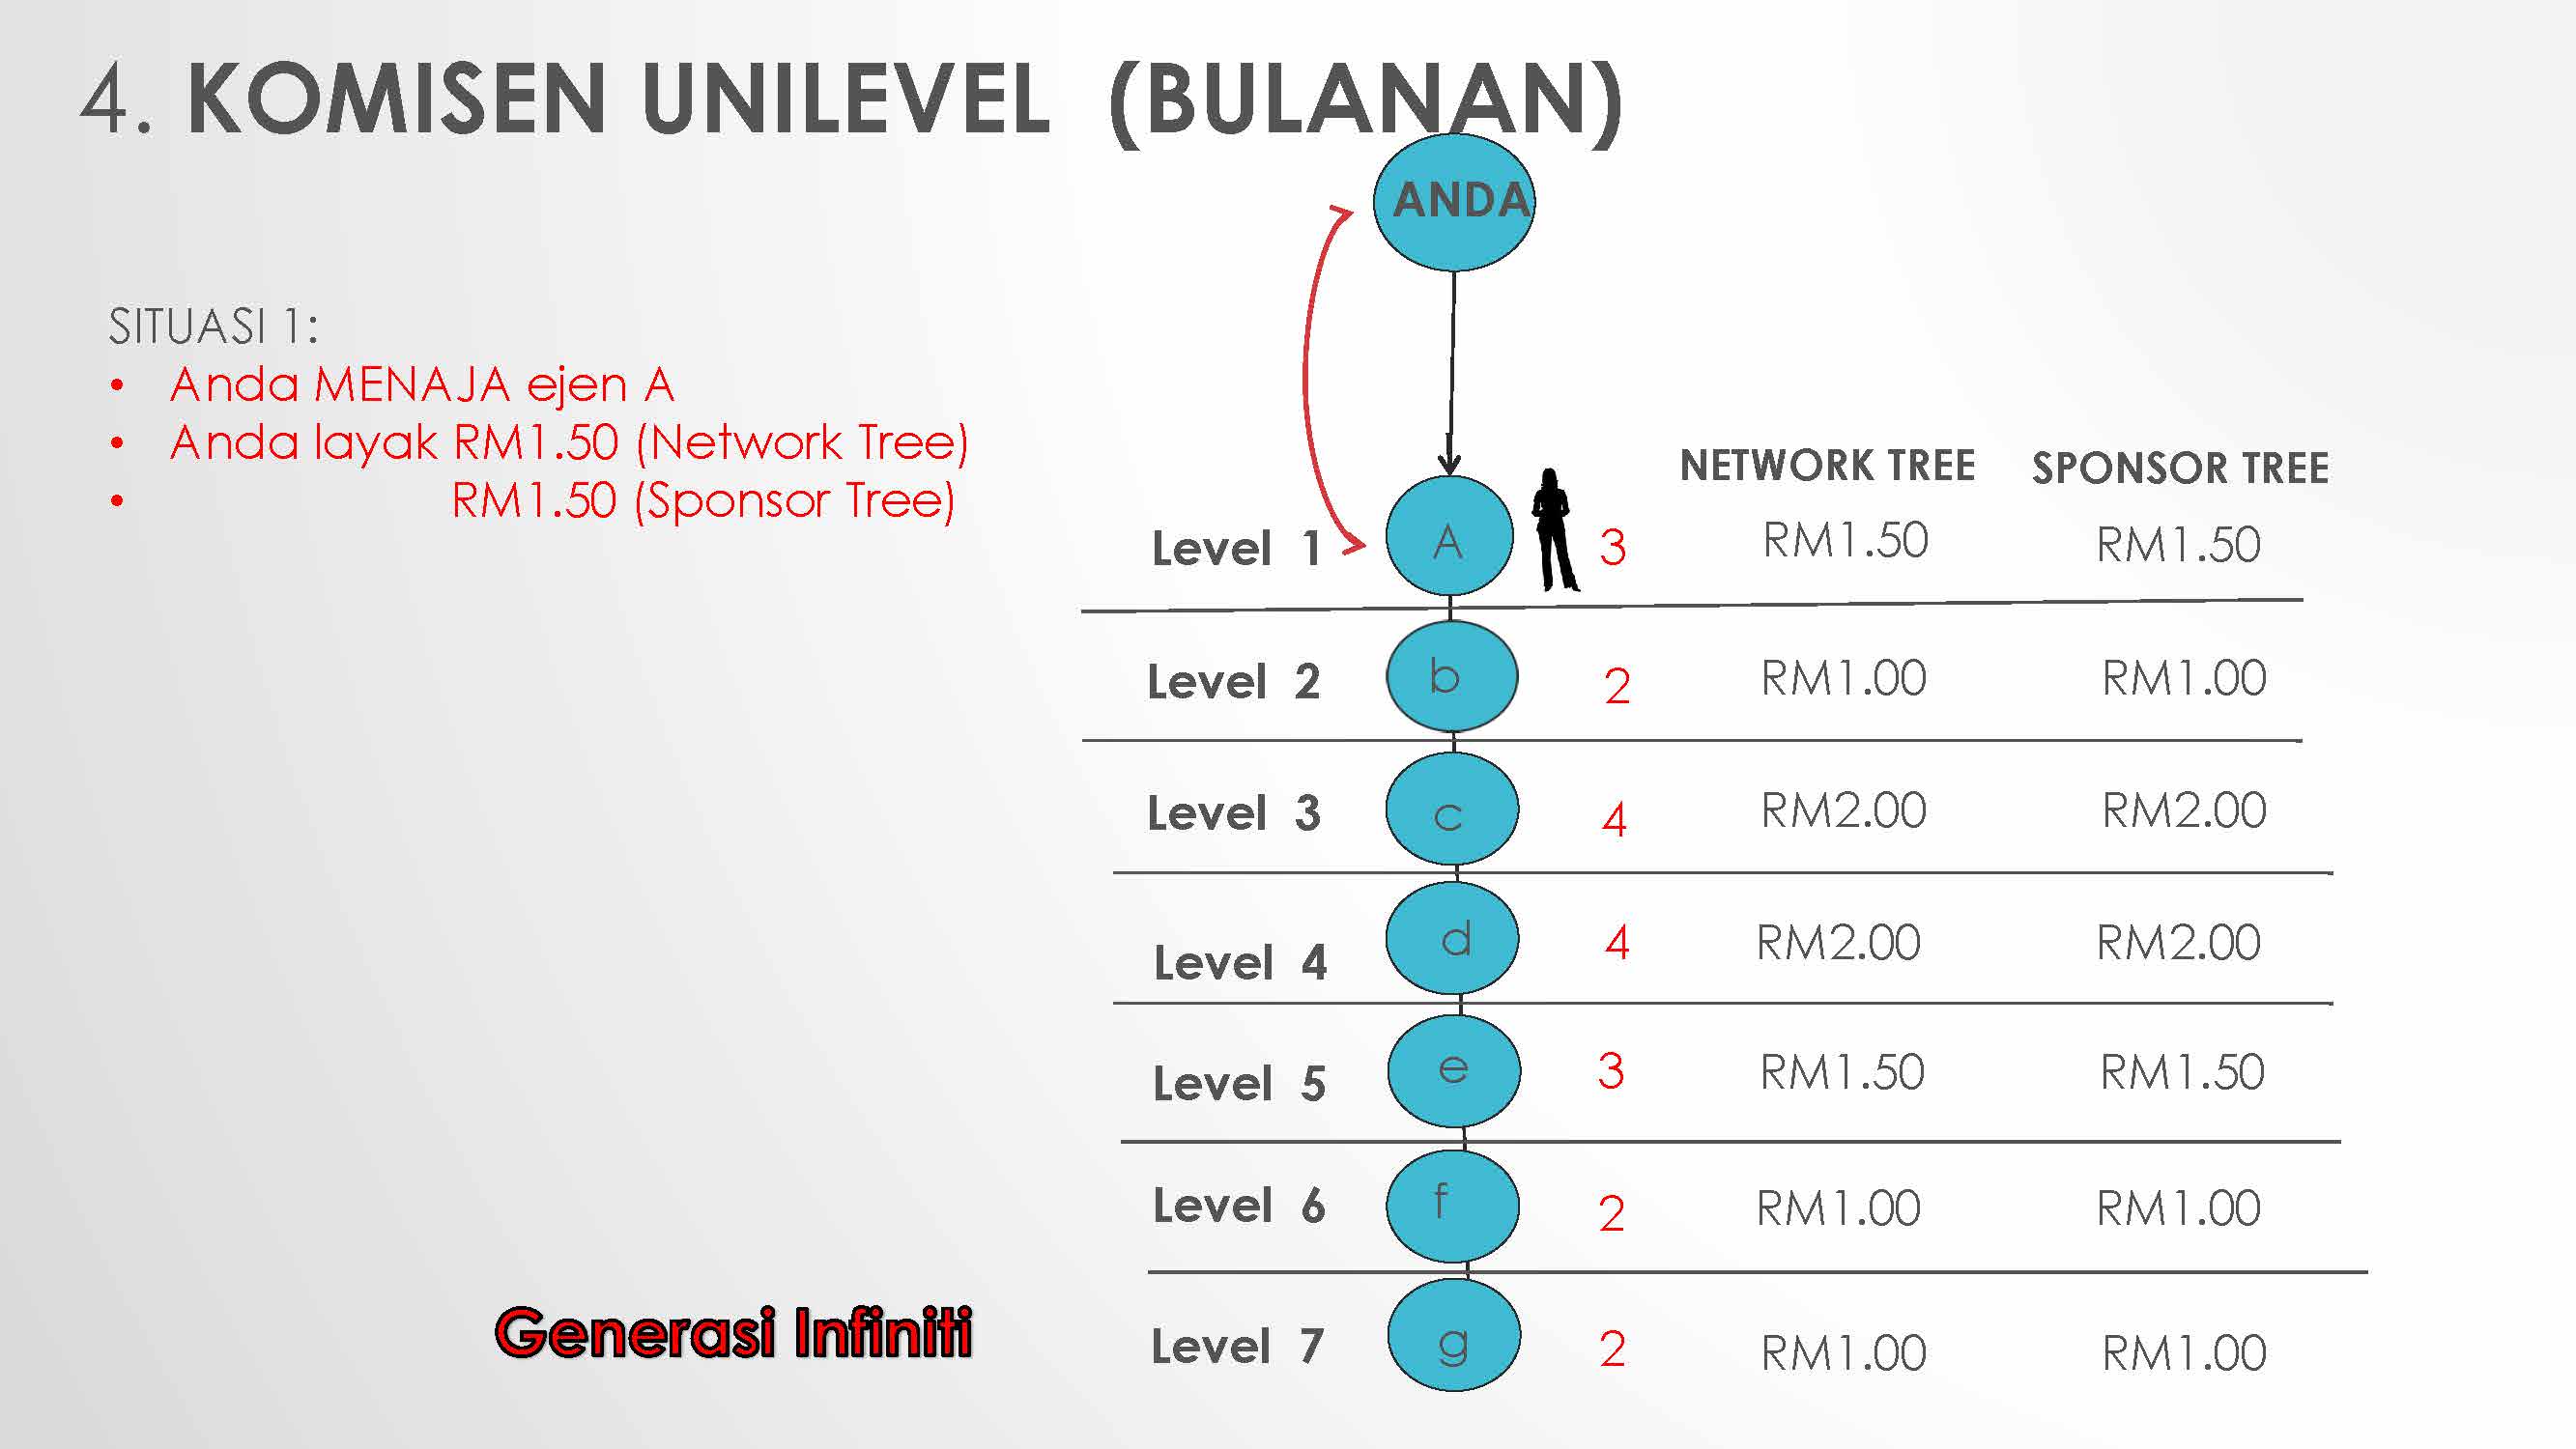 4. KOMISEN UNILEVEL (BULANAN)
ANDA
SITUASI 1:
• Anda MENAJA ejen A
• Anda layak RM1.50 (Network Tree)
• RM1.50 (Sponsor Tree)
NETWORK TREE SPONSOR TREE
Level 1 A 3 RM1.50 RM1.50
Level 2 b 2 RM1.00 RM1.00
Level 3 c 4 RM2.00 RM2.00
Level 4 d 4 RM2.00 RM2.00
Level 5 e 3 RM1.50 RM1.50
Level 6 f 2 RM1.00 RM1.00
Generasi Infiniti
Level 7 g 2 RM1.00 RM1.00